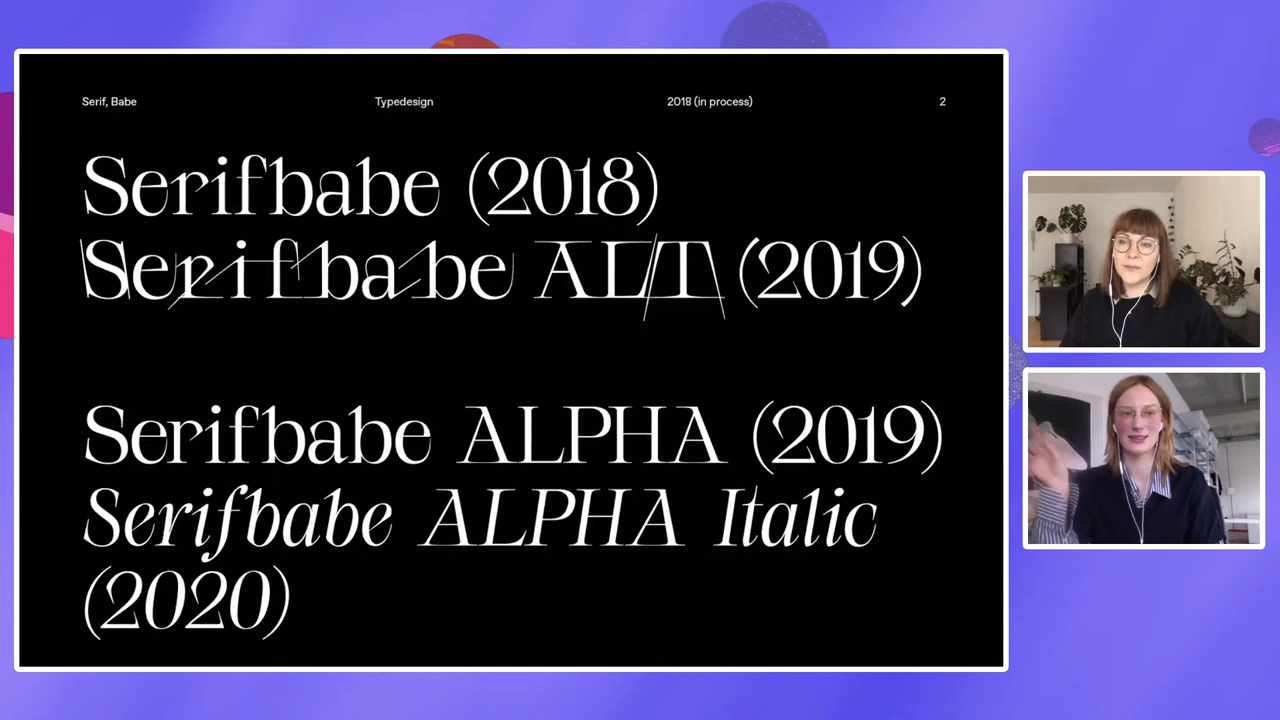 Serif, Babe Typedesign 2018 (in process) 2
Serifbabe (2018)
Serifbabe ALT (2019)
Serifbabe ALPHA (2019)
Serifbabe ALPHA Italic
(2020)